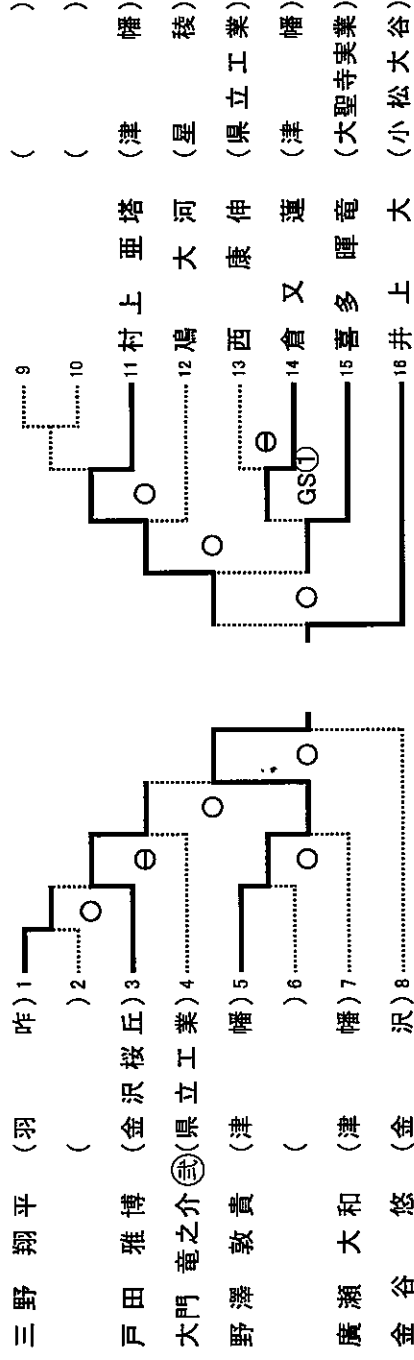 三野 翔平 (羽 咋) 1
( ) 2
戸田 雅博 (金沢桜丘) 3
大門 竜之介 ㊁ (県立工業) 4
野澤 敦貴 (津 幡) 5
( ) 6
廣瀬 大和 (津 幡) 7
金谷 悠 (金 沢) 8
9 ( )
10 ( )
11 村上 亜塔 (津 幡)
12 鳰 大河 (星 稜)
13 西 康伸 (県立工業)
14 倉又 蓮 (津 幡)
GS①
15 喜多 暉竜 (大聖寺実業)
16 井上 大 (小松大谷)